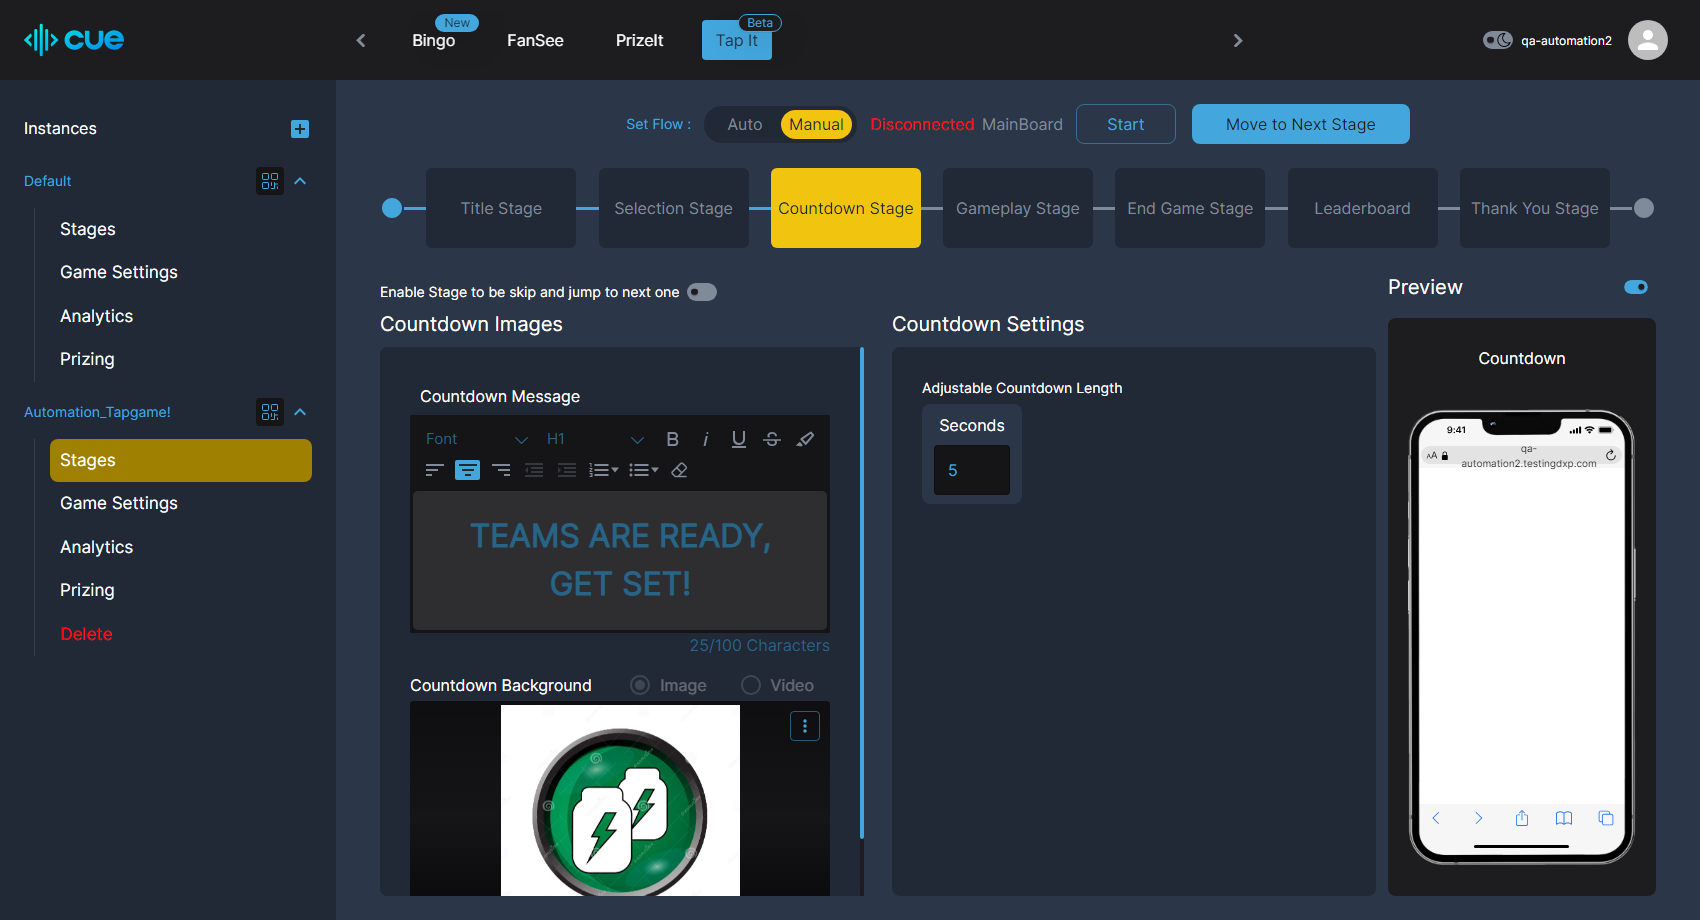 cue
New
Bingo
FanSee
PrizeIt
Beta
Tap It
qa-automation2
Instances
Default
Stages
Game Settings
Analytics
Prizing
Automation_Tapgame!
Stages
Game Settings
Analytics
Prizing
Delete
Set Flow :
Auto
Manual
Disconnected MainBoard
Start
Move to Next Stage
Title Stage
Selection Stage
Countdown Stage
Gameplay Stage
End Game Stage
Leaderboard
Thank You Stage
Enable Stage to be skip and jump to next one
Countdown Images
Countdown Message
Font
H1
B
i
U
S
TEAMS ARE READY,
GET SET!
25/100 Characters
Countdown Background
Image
Video
Countdown Settings
Adjustable Countdown Length
Seconds
5
Preview
Countdown
9:41
AA
qa-
automation2.testingdxp.com